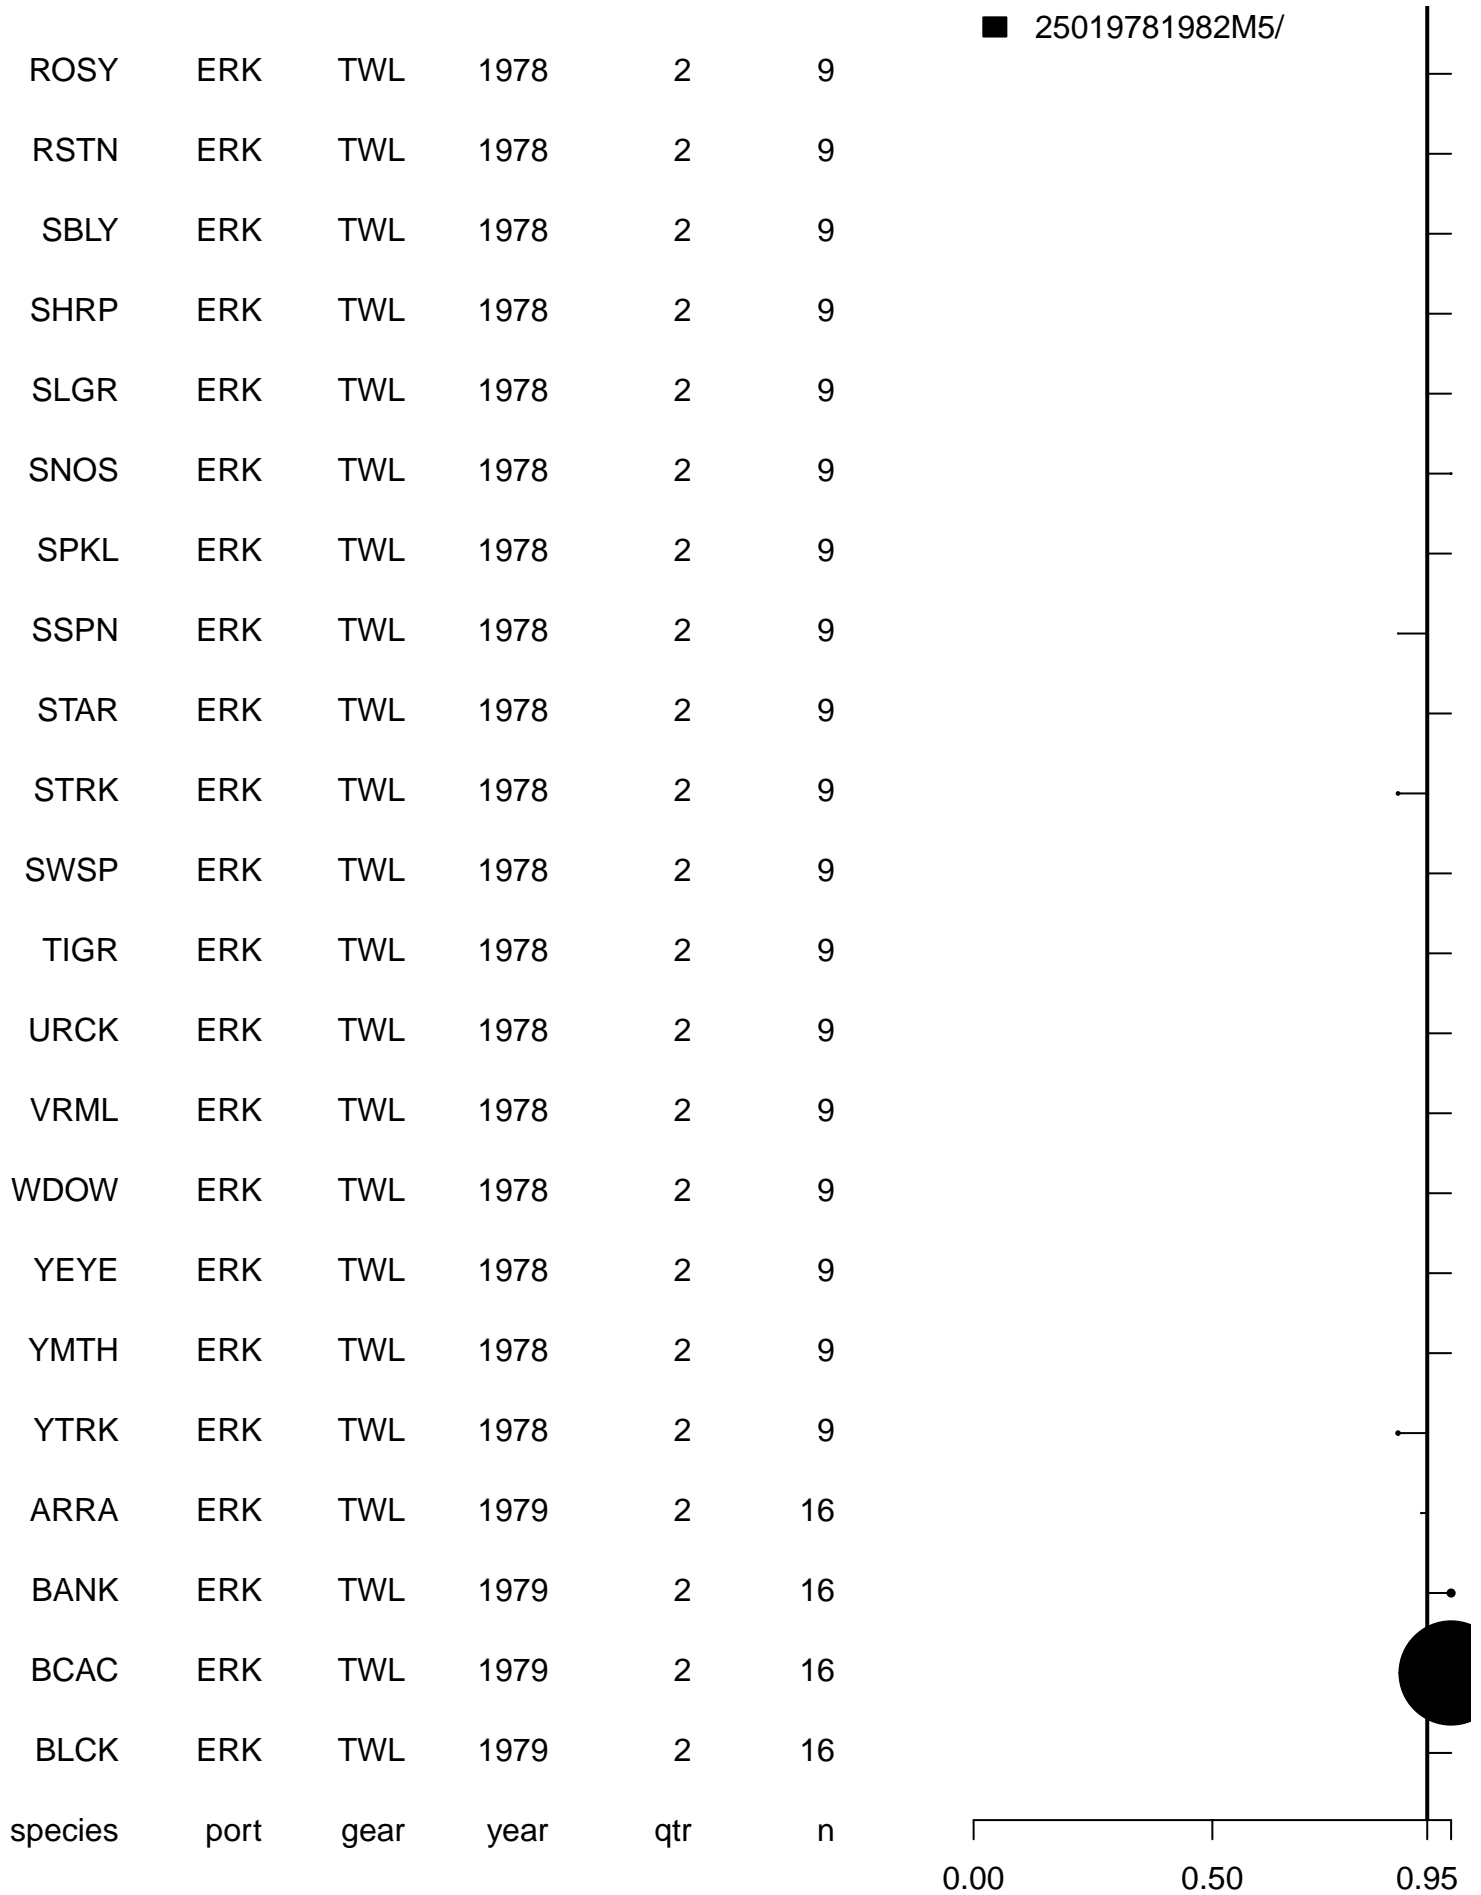 25019781982M5/
ROSY ERK TWL 1978 2 9
RSTN ERK TWL 1978 2 9
SBLY ERK TWL 1978 2 9
SHRP ERK TWL 1978 2 9
SLGR ERK TWL 1978 2 9
SNOS ERK TWL 1978 2 9
SPKL ERK TWL 1978 2 9
SSPN ERK TWL 1978 2 9
STAR ERK TWL 1978 2 9
STRK ERK TWL 1978 2 9
SWSP ERK TWL 1978 2 9
TIGR ERK TWL 1978 2 9
URCK ERK TWL 1978 2 9
VRML ERK TWL 1978 2 9
WDOW ERK TWL 1978 2 9
YEYE ERK TWL 1978 2 9
YMTH ERK TWL 1978 2 9
YTRK ERK TWL 1978 2 9
ARRA ERK TWL 1979 2 16
BANK ERK TWL 1979 2 16
BCAC ERK TWL 1979 2 16
BLCK ERK TWL 1979 2 16
species port gear year qtr n
0.00 0.50 0.95